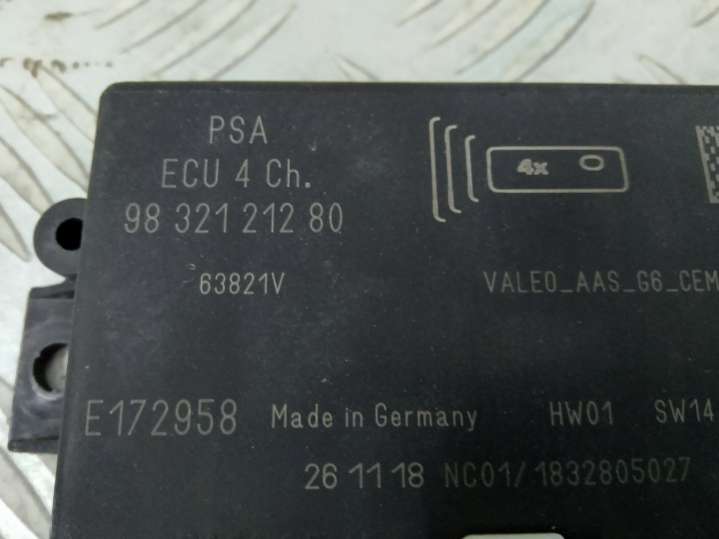 PSA
ECU 4 Ch.
98 321 212 80
4x
63821V
VALEO_AAS_G6_CEM
E172958 Made in Germany HW01 SW14
26 11 18 NC01/1832805027